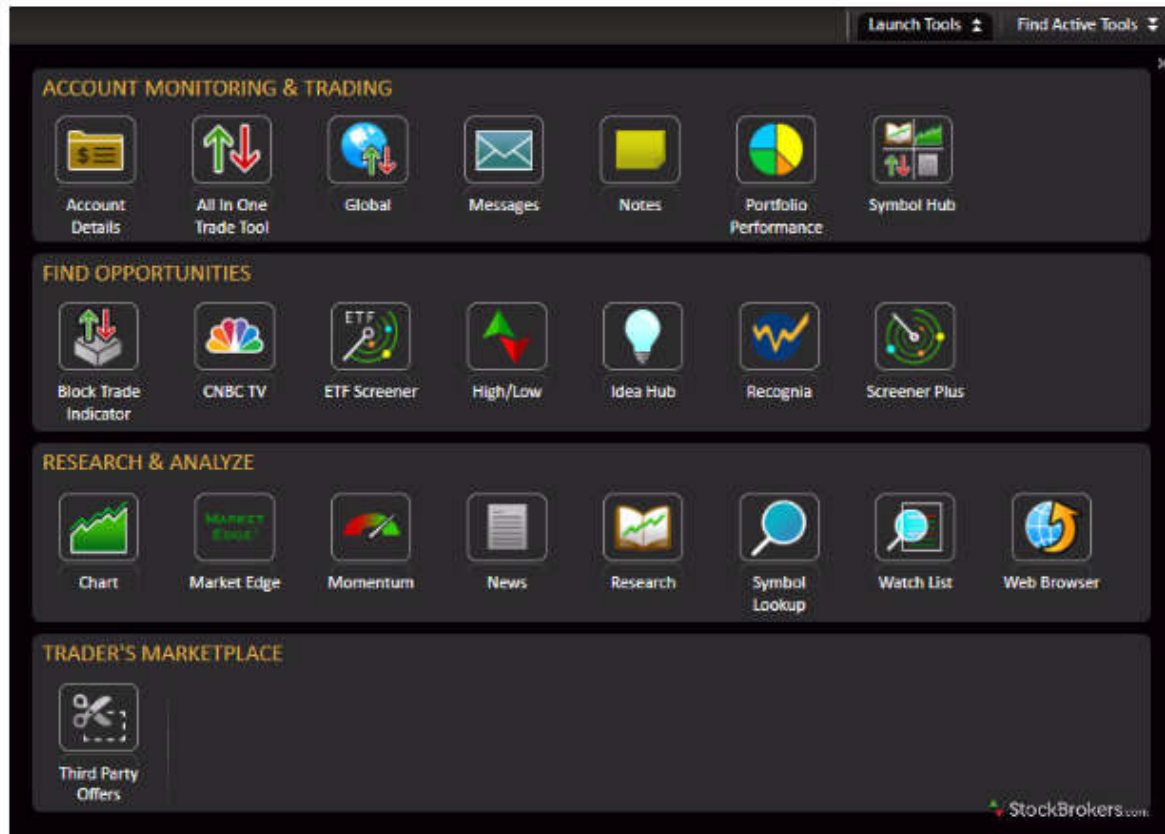 Launch Tools
Find Active Tools
ACCOUNT MONITORING & TRADING
Account
Details
All In One
Trade Tool
Global
Messages
Notes
Portfolio
Performance
Symbol Hub
FIND OPPORTUNITIES
ETF
Block Trade
Indicator
CNBC TV
ETF Screener
High/Low
Idea Hub
Recognia
Screener Plus
RESEARCH & ANALYZE
MARKET
EDGE
Chart
Market Edge
Momentum
News
Research
Symbol
Lookup
Watch List
Web Browser
TRADER'S MARKETPLACE
Third Party
Offers
StockBrokers.com